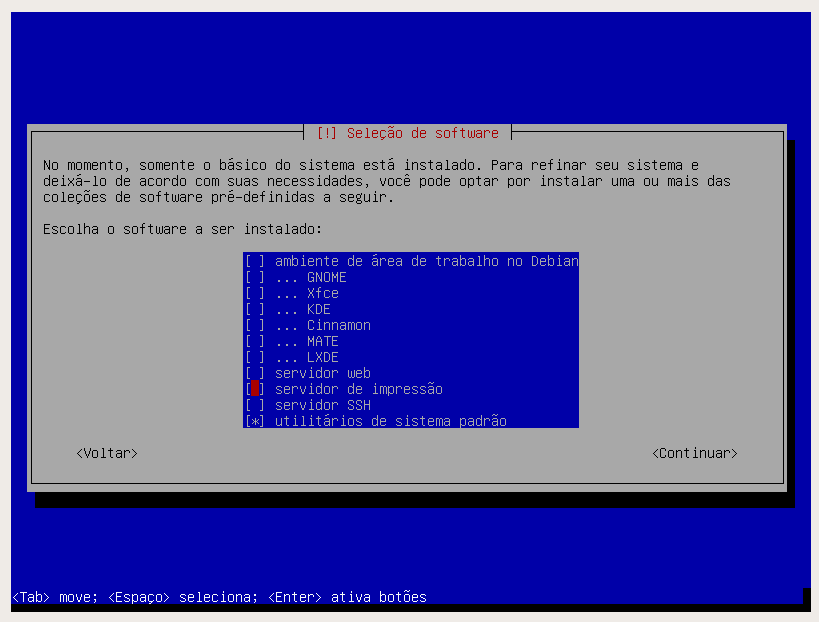 [!] Seleção de software
No momento, somente o básico do sistema está instalado. Para refinar seu sistema e
deixá-lo de acordo com suas necessidades, você pode optar por instalar uma ou mais das
coleções de software pré-definidas a seguir.
Escolha o software a ser instalado:
[ ] ambiente de área de trabalho no Debian
[ ] ... GNOME
[ ] ... Xfce
[ ] ... KDE
[ ] ... Cinnamon
[ ] ... MATE
[ ] ... LXDE
[ ] servidor web
[ ] servidor de impressão
[ ] servidor SSH
[*] utilitários de sistema padrão
<Voltar> <Continuar>
<Tab> move; <Espaço> seleciona; <Enter> ativa botões